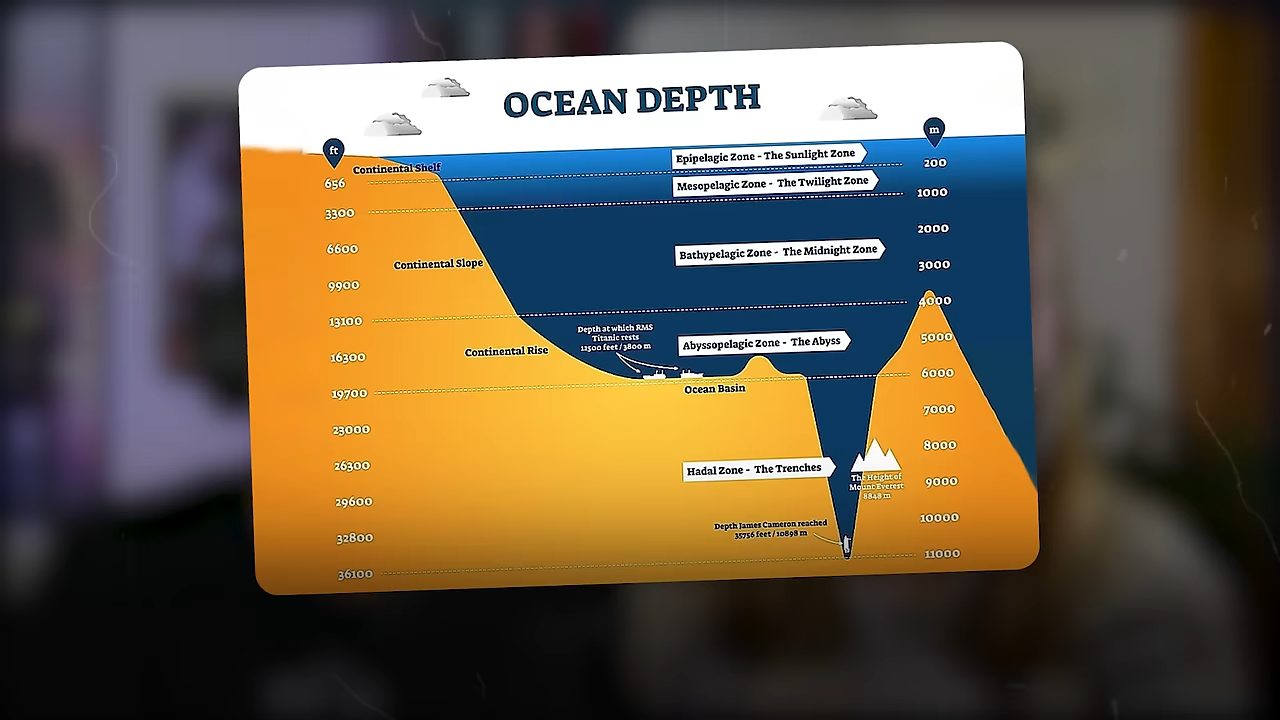 OCEAN DEPTH
ft
m
Continental Shelf
Epipelagic Zone - The Sunlight Zone
656
200
Mesopelagic Zone - The Twilight Zone
3300
1000
6600
2000
Bathypelagic Zone - The Midnight Zone
Continental Slope
3000
9900
4000
13100
Depth at which RMS
Titanic rests
12500 feet / 3800 m
Abyssopelagic Zone - The Abyss
5000
Continental Rise
16300
6000
Ocean Basin
19700
7000
23000
8000
26300
Hadal Zone - The Trenches
The Height of
Mount Everest
8848 m
9000
29600
10000
Depth James Cameron reached
35756 feet / 10898 m
32800
11000
36100